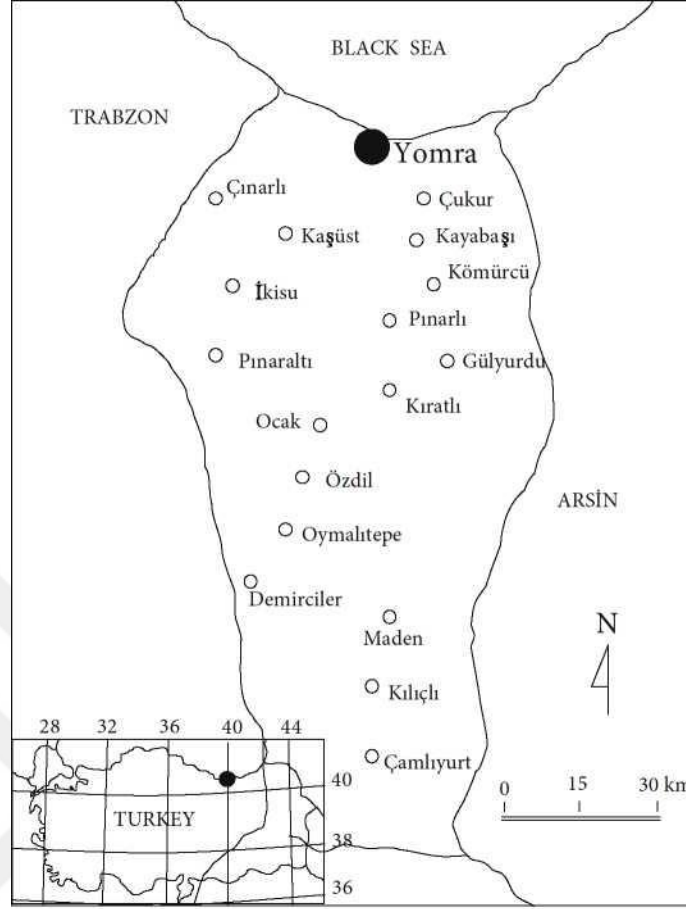 BLACK SEA
TRABZON
Yomra
Çınarlı
Çukur
Kaşüst
Kayabaşı
Kömürcü
İkisu
Pınarlı
Pınaraltı
Gülyurdu
Kıratlı
Ocak
Özdil
ARSİN
Oymalıtepe
Demirciler
Maden
N
Kılıçlı
Çamlıyurt
0 15 30 km
28 32 36 40 44
40
TURKEY
38
36